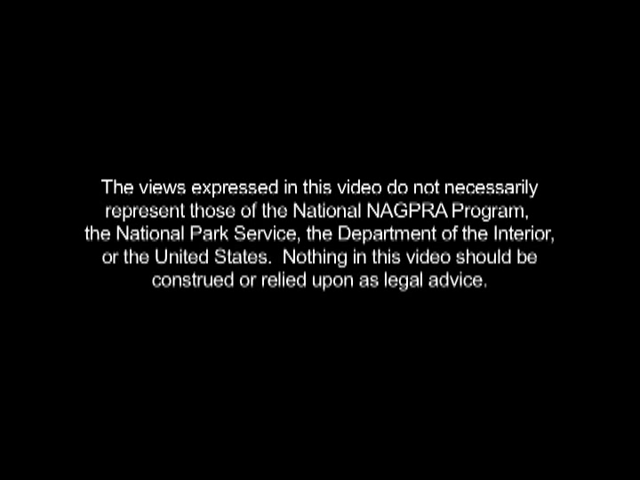 The views expressed in this video do not necessarily
represent those of the National NAGPRA Program,
the National Park Service, the Department of the Interior,
or the United States.  Nothing in this video should be
construed or relied upon as legal advice.